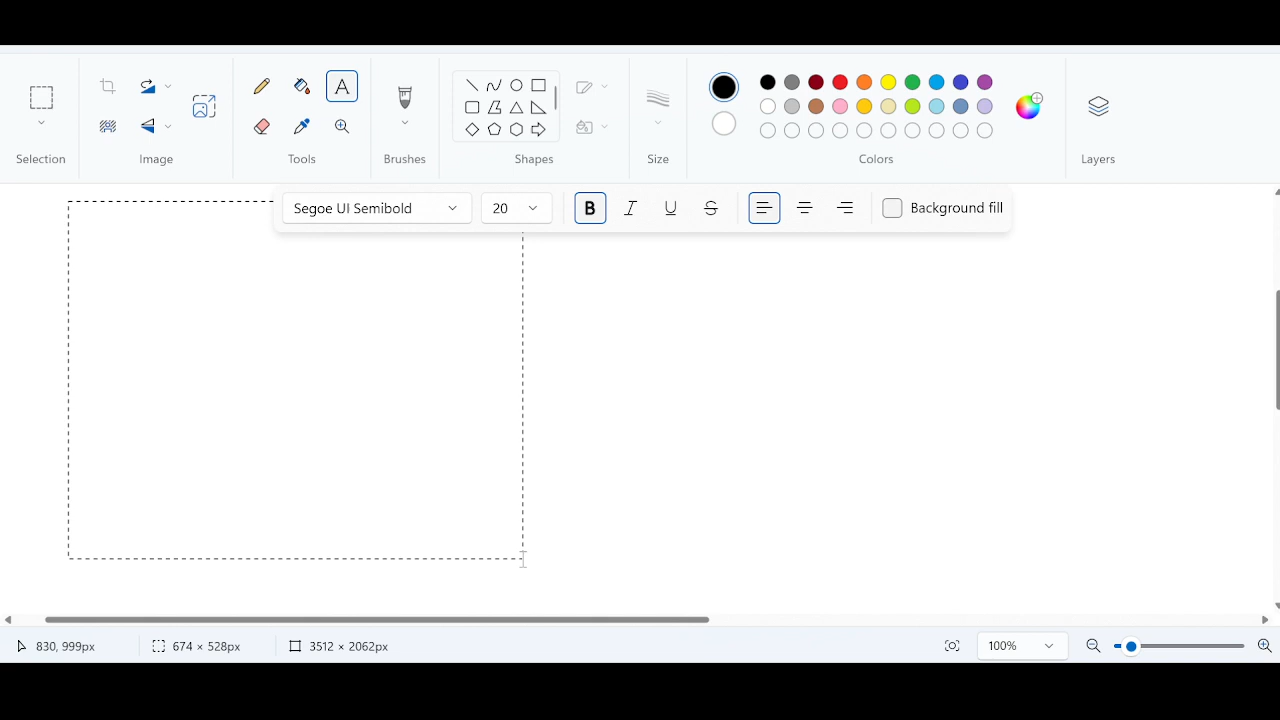 Selection
Image
Tools
Brushes
Shapes
Size
Colors
Layers
Segoe UI Semibold
20
B
I
U
S
Background fill
830, 999px
674 × 528px
3512 × 2062px
100%